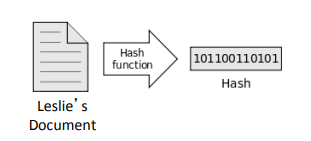 Hash
function
101100110101
Hash
Leslie's
Document